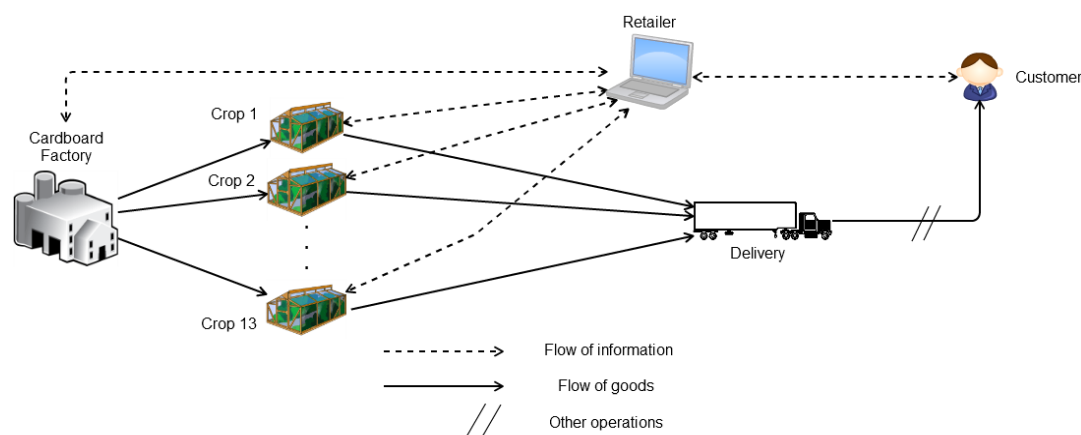 Retailer
Customer
Crop 1
Cardboard
Factory
Crop 2
Delivery
Crop 13
Flow of information
Flow of goods
Other operations